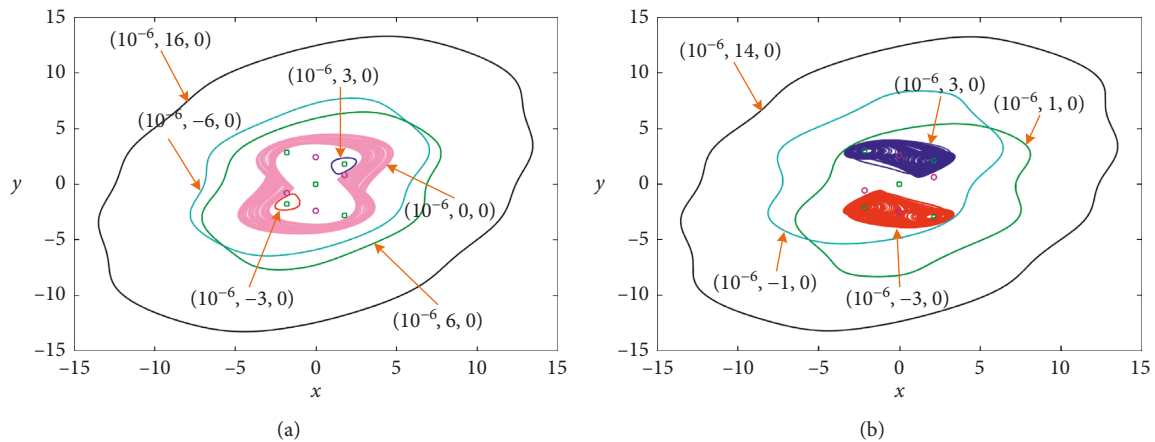 15
10
5
0
−5
−10
−15
y
−15 −10 −5 0 5 10 15
x
(10⁻⁶, 16, 0)
(10⁻⁶, 3, 0)
(10⁻⁶, −6, 0)
(10⁻⁶, 0, 0)
(10⁻⁶, −3, 0)
(10⁻⁶, 6, 0)
(a)
15
10
5
0
−5
−10
−15
y
−15 −10 −5 0 5 10 15
x
(10⁻⁶, 14, 0)
(10⁻⁶, 3, 0)
(10⁻⁶, 1, 0)
(10⁻⁶, −1, 0)
(10⁻⁶, −3, 0)
(b)